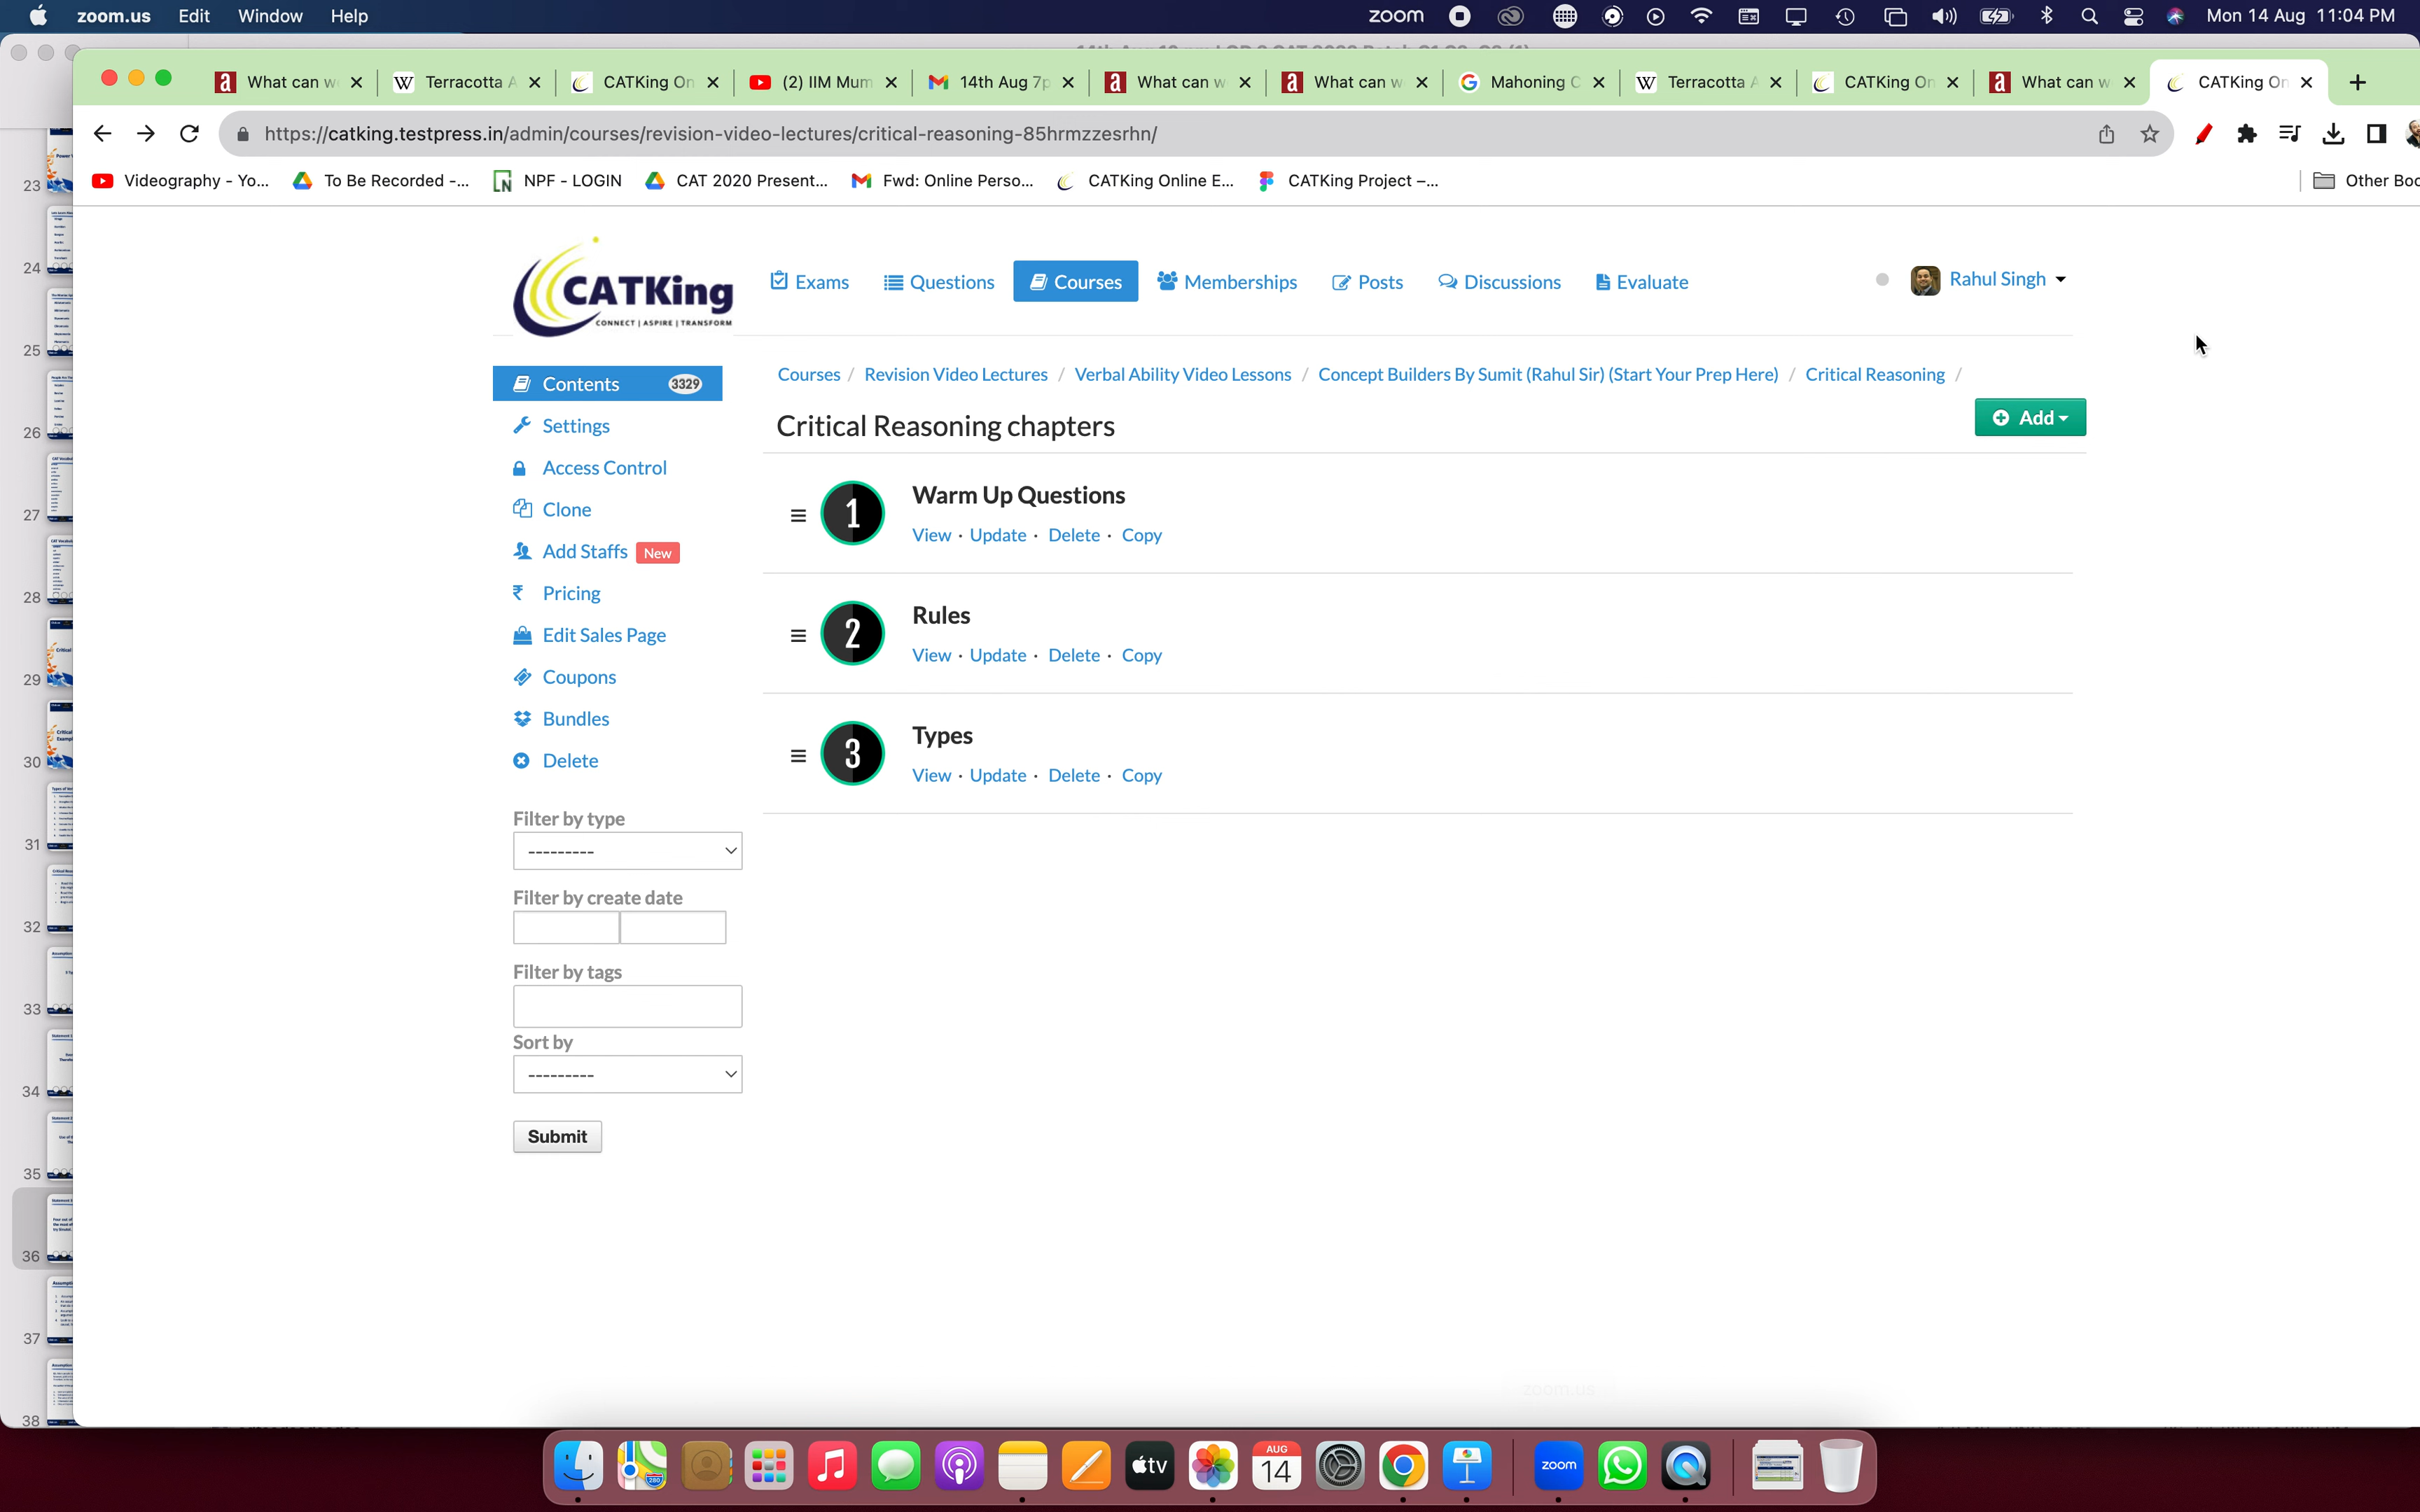 zoom.us Edit Window Help zoom Mon 14 Aug 11:04 PM
What can w Terracotta A CATKing On (2) IIM Mum 14th Aug 7p What can w What can w Mahoning C Terracotta A CATKing On What can w CATKing On
https://catking.testpress.in/admin/courses/revision-video-lectures/critical-reasoning-85hrmzzesrhn/
Videography - Yo... To Be Recorded -... NPF - LOGIN CAT 2020 Present... Fwd: Online Perso... CATKing Online E... CATKing Project –... Other Boo
CATKing
CONNECT | ASPIRE | TRANSFORM
Exams Questions Courses Memberships Posts Discussions Evaluate Rahul Singh
Contents 3329
Settings
Access Control
Clone
Add Staffs New
Pricing
Edit Sales Page
Coupons
Bundles
Delete
Filter by type
---------
Filter by create date
Filter by tags
Sort by
---------
Submit
Courses / Revision Video Lectures / Verbal Ability Video Lessons / Concept Builders By Sumit (Rahul Sir) (Start Your Prep Here) / Critical Reasoning /
Critical Reasoning chapters
Add
1 Warm Up Questions
View · Update · Delete · Copy
2 Rules
View · Update · Delete · Copy
3 Types
View · Update · Delete · Copy
23
24
25
26
27
28
29
30
31
32
33
34
35
36
37
38
zoom.us
280
tv
AUG
14
zoom